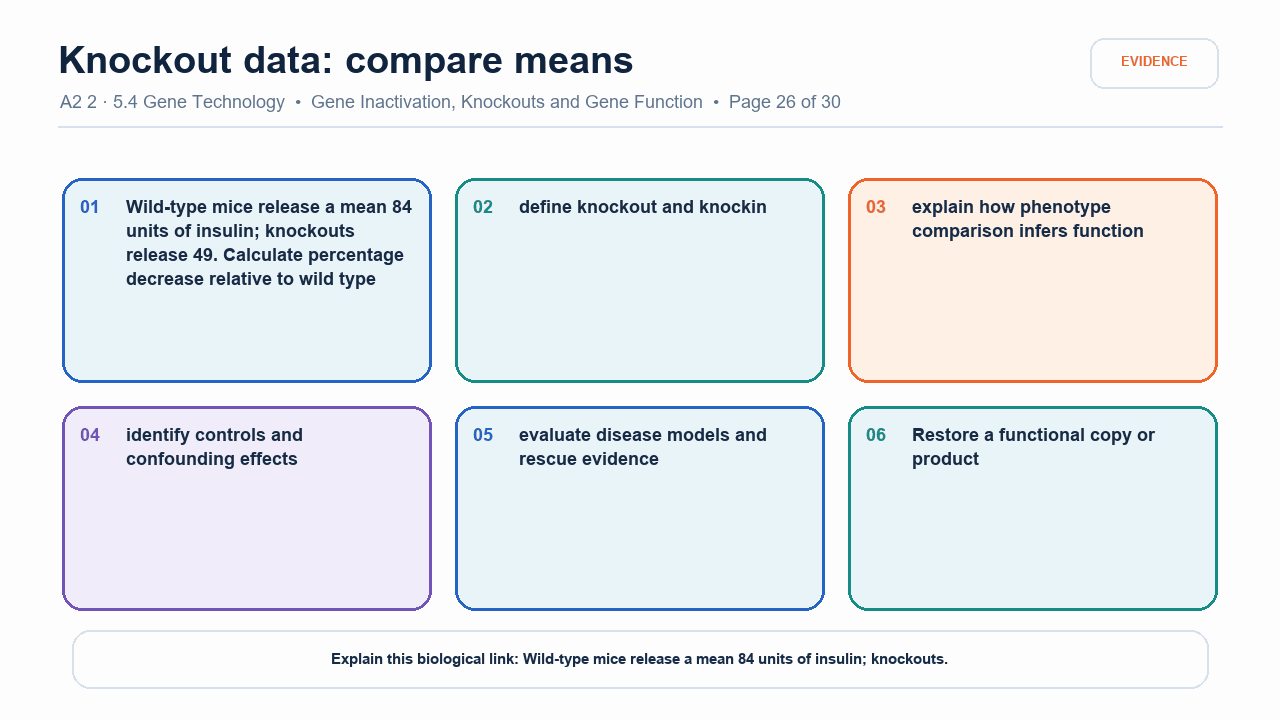 Knockout data: compare means
EVIDENCE
A2 2 · 5.4 Gene Technology • Gene Inactivation, Knockouts and Gene Function • Page 26 of 30
01
Wild-type mice release a mean 84
units of insulin; knockouts
release 49. Calculate percentage
decrease relative to wild type
02
define knockout and knockin
03
explain how phenotype
comparison infers function
04
identify controls and
confounding effects
05
evaluate disease models and
rescue evidence
06
Restore a functional copy or
product
Explain this biological link: Wild-type mice release a mean 84 units of insulin; knockouts.